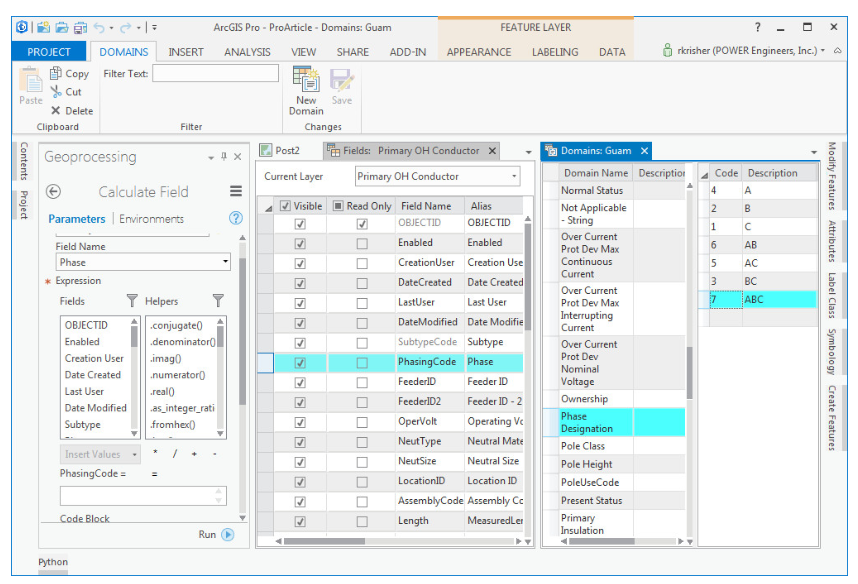 ArcGIS Pro - ProArticle - Domains: Guam
FEATURE LAYER
?
PROJECT DOMAINS INSERT ANALYSIS VIEW SHARE ADD-IN APPEARANCE LABELING DATA
rkrisher (POWER Engineers, Inc.)
Paste
Copy
Cut
Delete
Clipboard
Filter Text:
Filter
New Domain
Save
Changes
Contents
Project
Geoprocessing
Calculate Field
Parameters | Environments
?
Field Name
Phase
* Expression
Fields
Helpers
OBJECTID
Enabled
Creation User
Date Created
Last User
Date Modified
Subtype
.conjugate()
.denominator()
.imag()
.numerator()
.real()
.as_integer_rati
.fromhex()
Insert Values
* / + -
PhasingCode =
=
Code Block
Run
Python
Post2
Fields: Primary OH Conductor
Current Layer
Primary OH Conductor
Visible Read Only Field Name Alias
OBJECTID OBJECTID
Enabled Enabled
CreationUser Creation Use
DateCreated Date Created
LastUser Last User
DateModified Date Modifie
SubtypeCode Subtype
PhasingCode Phase
FeederID Feeder ID
FeederID2 Feeder ID - 2
OperVolt Operating Vo
NeutType Neutral Mate
NeutSize Neutral Size
LocationID Location ID
AssemblyCode Assembly Cc
Length MeasuredLer
Domains: Guam
Domain Name Description
Normal Status
Not Applicable
- String
Over Current
Prot Dev Max
Continuous
Current
Over Current
Prot Dev Max
Interrupting
Current
Over Current
Prot Dev
Nominal
Voltage
Ownership
Phase
Designation
Pole Class
Pole Height
PoleUseCode
Present Status
Primary
Insulation
Code Description
4 A
2 B
1 C
6 AB
5 AC
3 BC
7 ABC
Modify Features
Attributes
Label Class
Symbology
Create Features